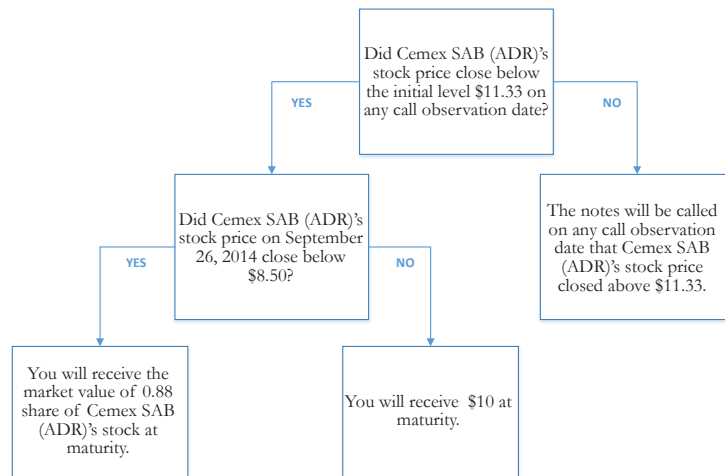 Did Cemex SAB (ADR)'s
stock price close below
the initial level $11.33 on
any call observation date?
YES
NO
Did Cemex SAB (ADR)'s
stock price on September
26, 2014 close below
$8.50?
The notes will be called
on any call observation
date that Cemex SAB
(ADR)'s stock price
closed above $11.33.
YES
NO
You will receive the
market value of 0.88
share of Cemex SAB
(ADR)'s stock at
maturity.
You will receive $10 at
maturity.